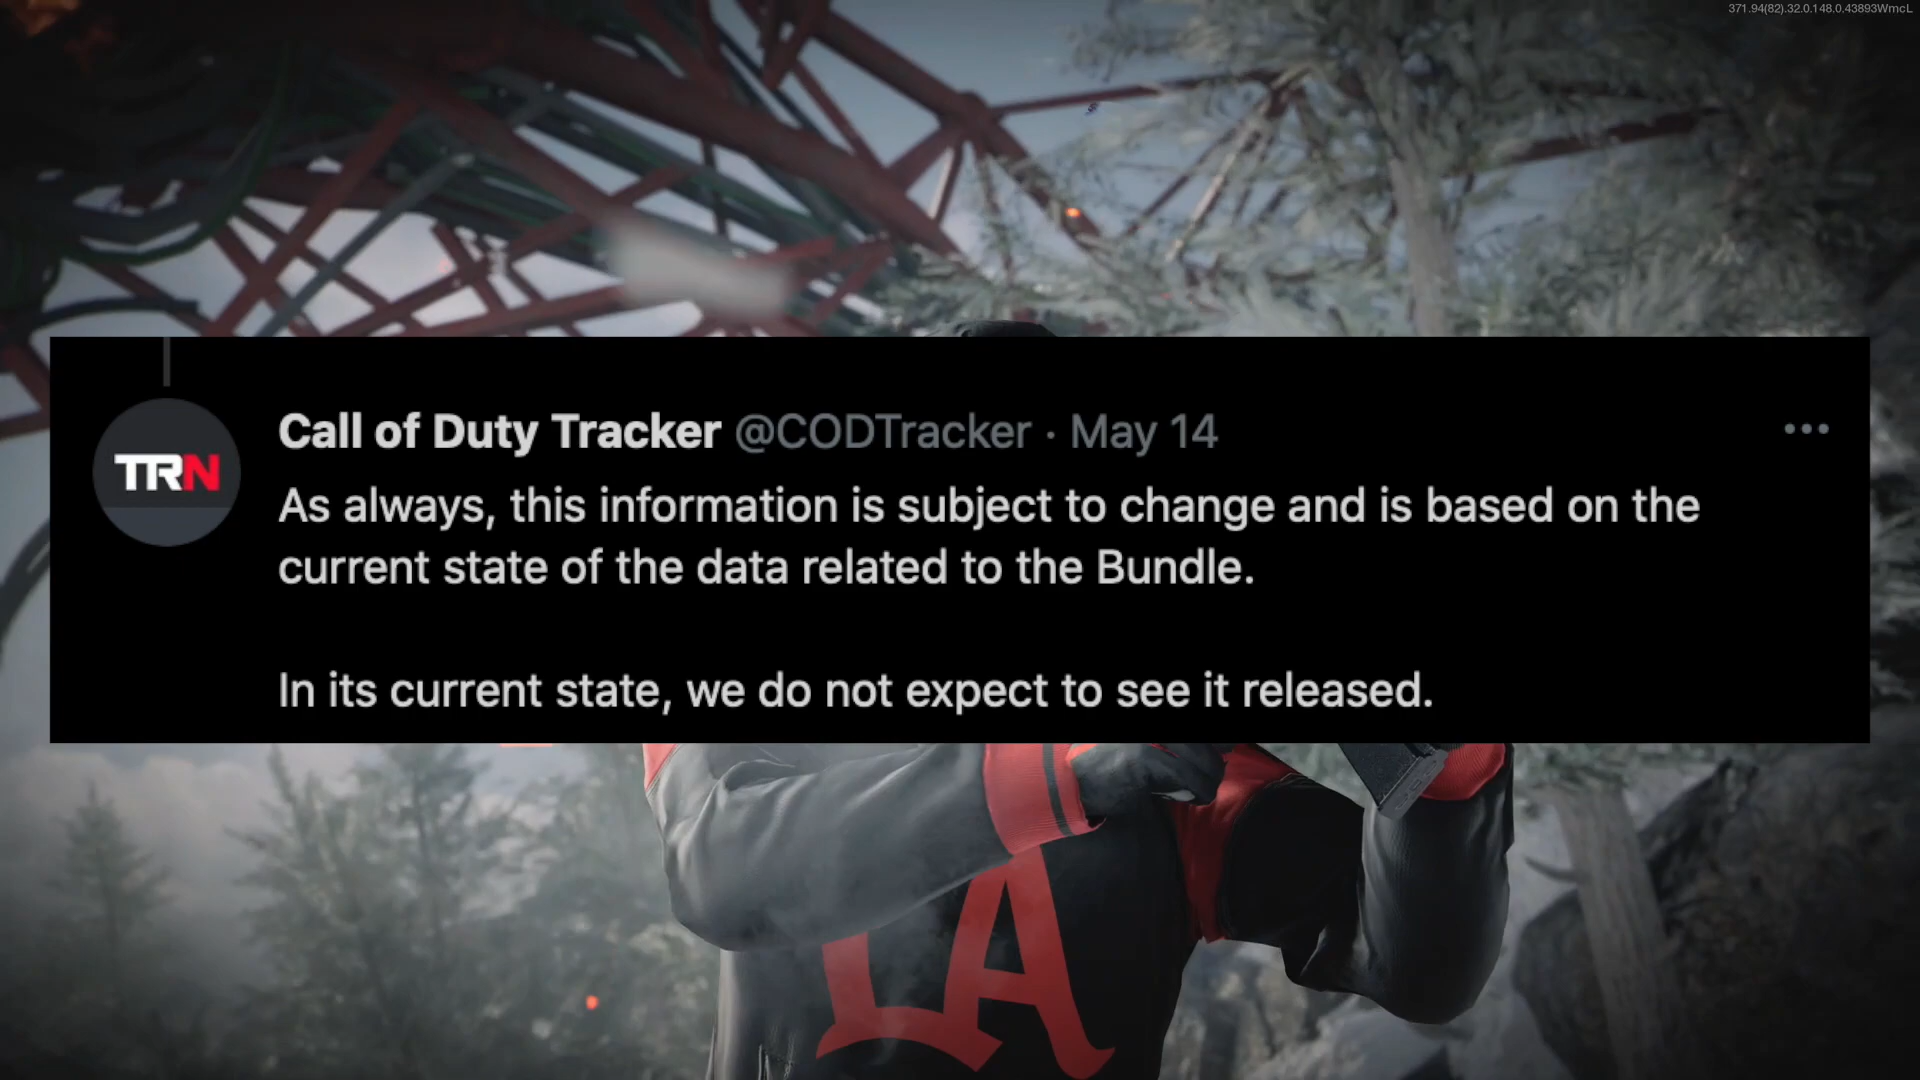 371.94(82).32.0.148.0.43893WmcL
Call of Duty Tracker @CODTracker · May 14
TRN
As always, this information is subject to change and is based on the
current state of the data related to the Bundle.
In its current state, we do not expect to see it released.
LA